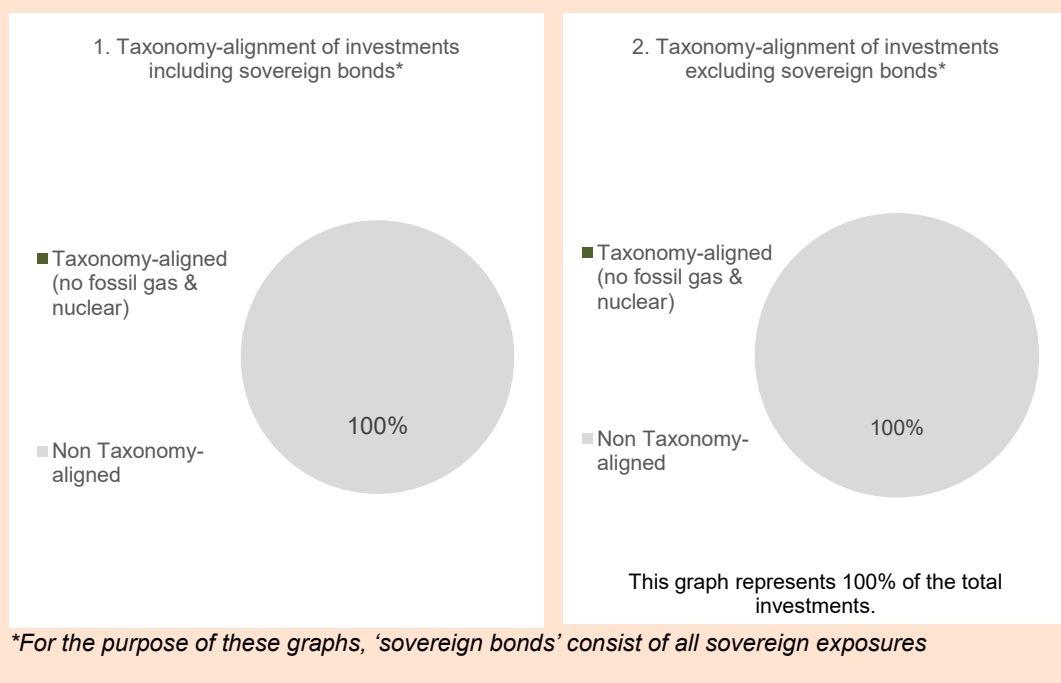 1. Taxonomy-alignment of investments
including sovereign bonds*
Taxonomy-aligned
(no fossil gas &
nuclear)
Non Taxonomy-
aligned
100%
2. Taxonomy-alignment of investments
excluding sovereign bonds*
Taxonomy-aligned
(no fossil gas &
nuclear)
Non Taxonomy-
aligned
100%
This graph represents 100% of the total
investments.
*For the purpose of these graphs, ‘sovereign bonds’ consist of all sovereign exposures